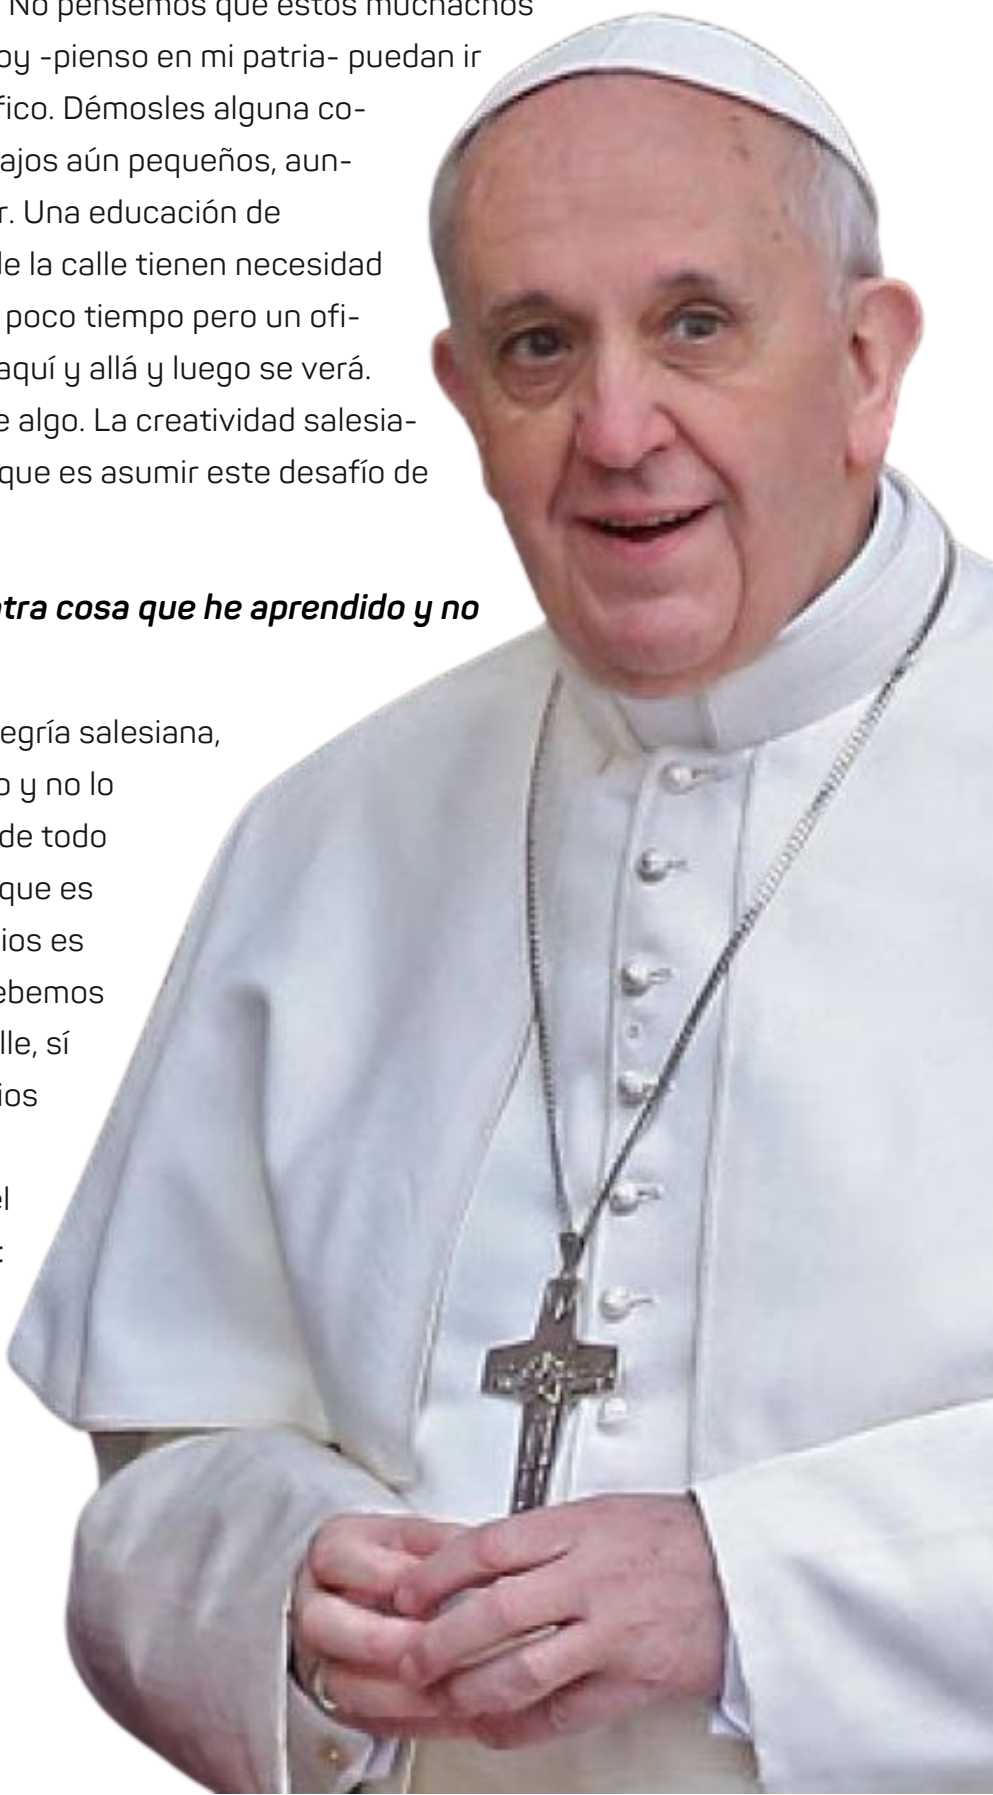 No pensemos que estos muchachos
oy -pienso en mi patria- puedan ir
fico. Démosles alguna co-
ajos aún pequeños, aun-
r. Una educación de
de la calle tienen necesidad
poco tiempo pero un ofi-
aquí y allá y luego se verá.
e algo. La creatividad salesia-
que es asumir este desafío de
tra cosa que he aprendido y no
egría salesiana,
o y no lo
de todo
que es
ios es
ebemos
lle, sí
ios
el